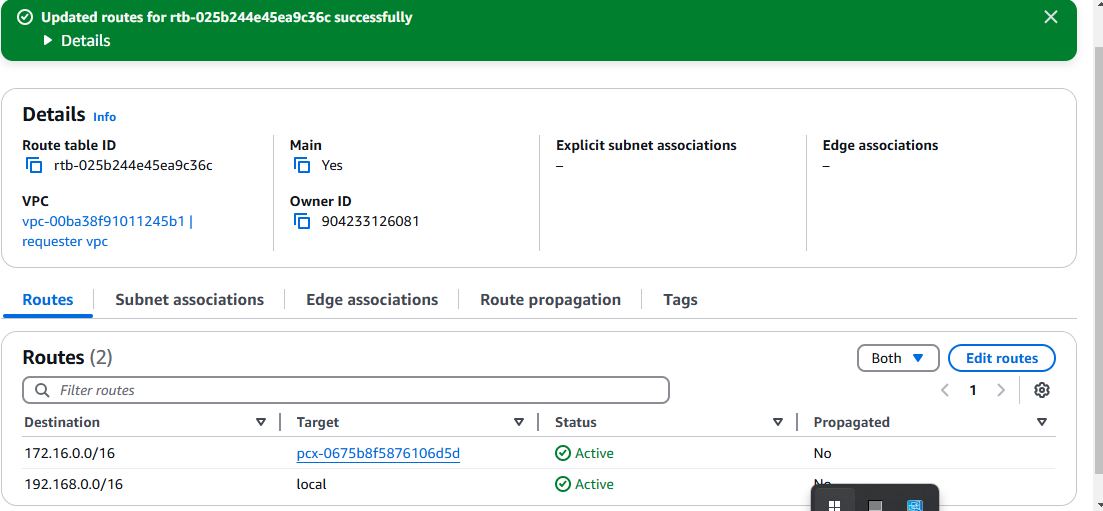 Updated routes for rtb-025b244e45ea9c36c successfully
Details
Details Info
Route table ID
rtb-025b244e45ea9c36c
Main
Yes
Explicit subnet associations
–
Edge associations
–
VPC
vpc-00ba38f91011245b1 |
requester vpc
Owner ID
904233126081
Routes Subnet associations Edge associations Route propagation Tags
Routes (2)
Both Edit routes
Filter routes
1
Destination Target Status Propagated
172.16.0.0/16 pcx-0675b8f5876106d5d Active No
192.168.0.0/16 local Active No